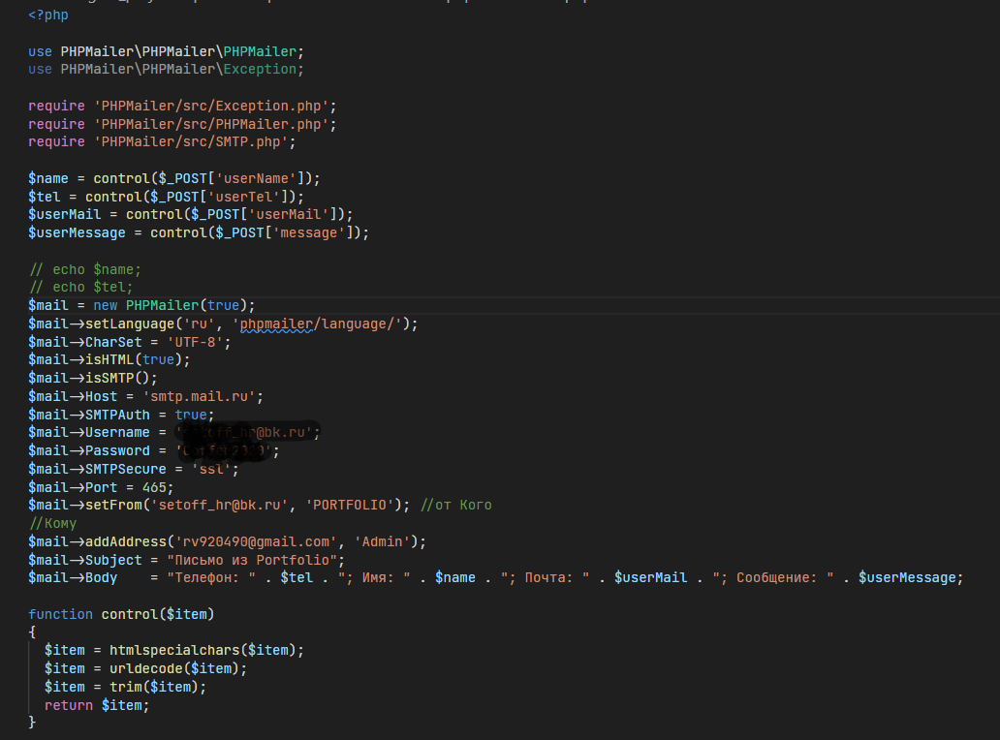 <?php
use PHPMailer\PHPMailer\PHPMailer;
use PHPMailer\PHPMailer\Exception;
require 'PHPMailer/src/Exception.php';
require 'PHPMailer/src/PHPMailer.php';
require 'PHPMailer/src/SMTP.php';
$name = control($_POST['userName']);
$tel = control($_POST['userTel']);
$userMail = control($_POST['userMail']);
$userMessage = control($_POST['message']);
// echo $name;
// echo $tel;
$mail = new PHPMailer(true);
$mail->setLanguage('ru', 'phpmailer/language/');
$mail->CharSet = 'UTF-8';
$mail->isHTML(true);
$mail->isSMTP();
$mail->Host = 'smtp.mail.ru';
$mail->SMTPAuth = true;
$mail->Username =
$mail->Password =
$mail->SMTPSecure = 'ssl';
$mail->Port = 465;
$mail->setFrom('setoff_hr@bk.ru', 'PORTFOLIO'); //от Кого
//Кому
$mail->addAddress('rv920490@gmail.com', 'Admin');
$mail->Subject = "Письмо из Portfolio";
$mail->Body = "Телефон: " . $tel . "; Имя: " . $name . "; Почта: " . $userMail . "; Сообщение: " . $userMessage;
function control($item)
{
$item = htmlspecialchars($item);
$item = urldecode($item);
$item = trim($item);
return $item;
}